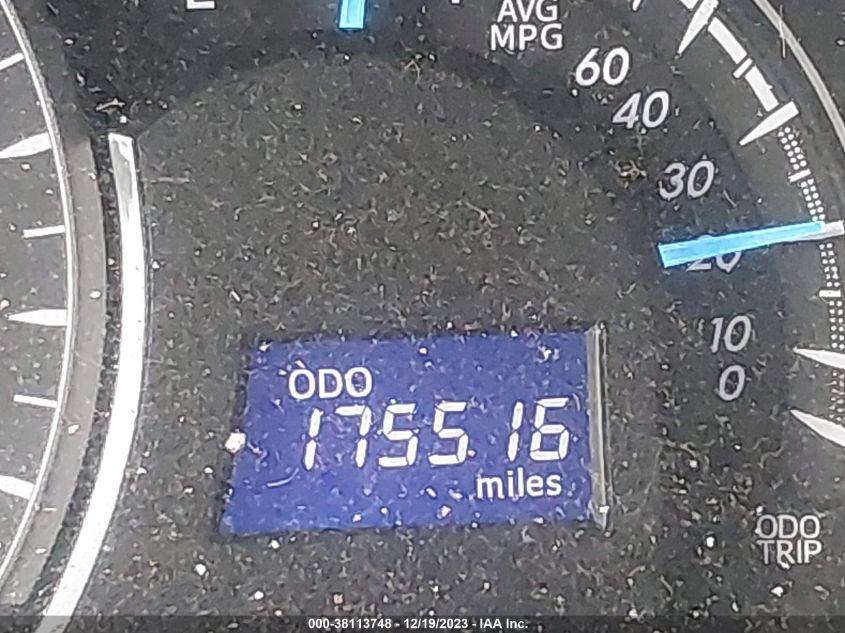 E
AVG
MPG
60
40
30
20
10
0
ODO
175516
miles
ODO
TRIP
000-38113748 - 12/19/2023 - IAA Inc.